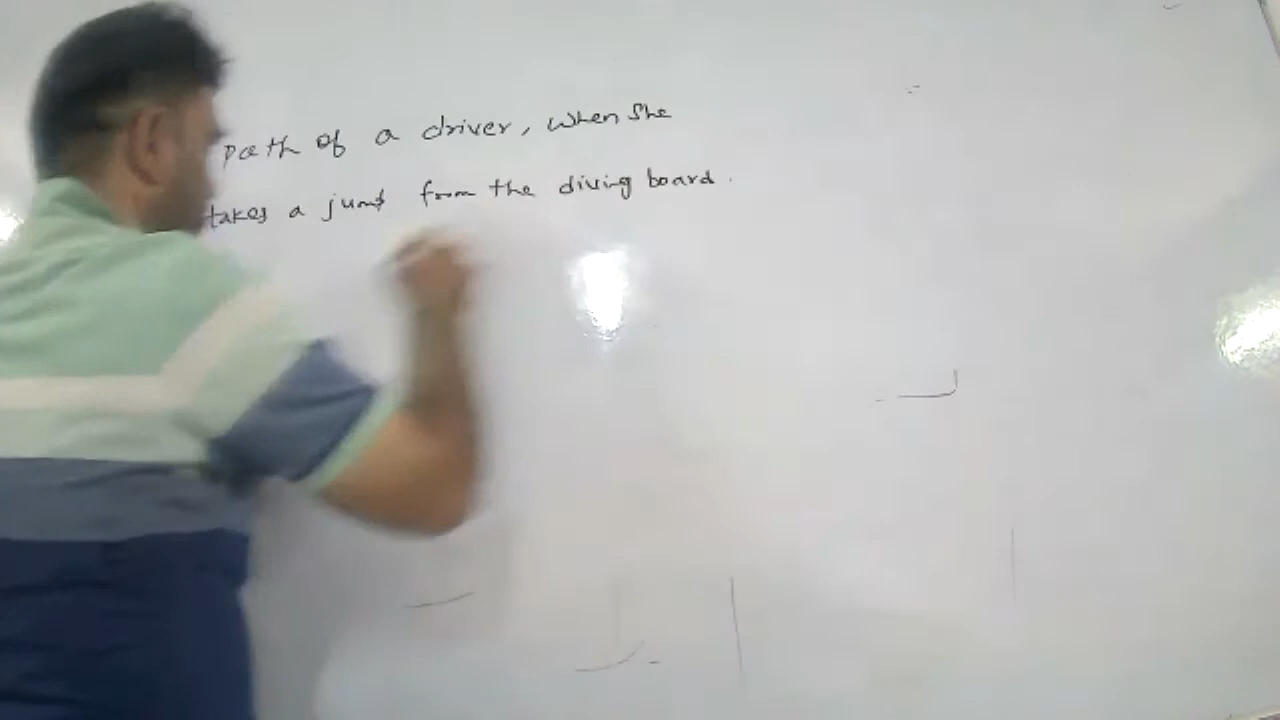 path of a driver, when she
takes a jump from the diving board.